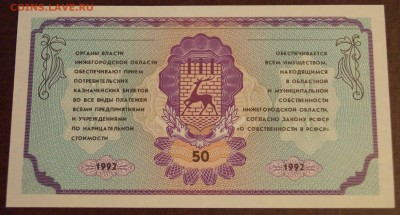 COINS.LAVE.RU
ОРГАНЫ ВЛАСТИ
НИЖЕГОРОДСКОЙ ОБЛАСТИ
ОБЕСПЕЧИВАЮТ ПРИЕМ
ПОТРЕБИТЕЛЬСКИХ
КАЗНАЧЕЙСКИХ БИЛЕТОВ
ВО ВСЕ ВИДЫ ПЛАТЕЖЕЙ
ВСЕМИ ПРЕДПРИЯТИЯМИ
И УЧРЕЖДЕНИЯМИ
ПО НАРИЦАТЕЛЬНОЙ
СТОИМОСТИ
1992
50
ОБЕСПЕЧИВАЕТСЯ
ВСЕМ ИМУЩЕСТВОМ,
НАХОДЯЩИМСЯ
В ОБЛАСТНОЙ
И МУНИЦИПАЛЬНОЙ
СОБСТВЕННОСТИ
НИЖЕГОРОДСКОЙ ОБЛАСТИ,
СОГЛАСНО ЗАКОНУ РСФСР
«О СОБСТВЕННОСТИ В РСФСР»
1992